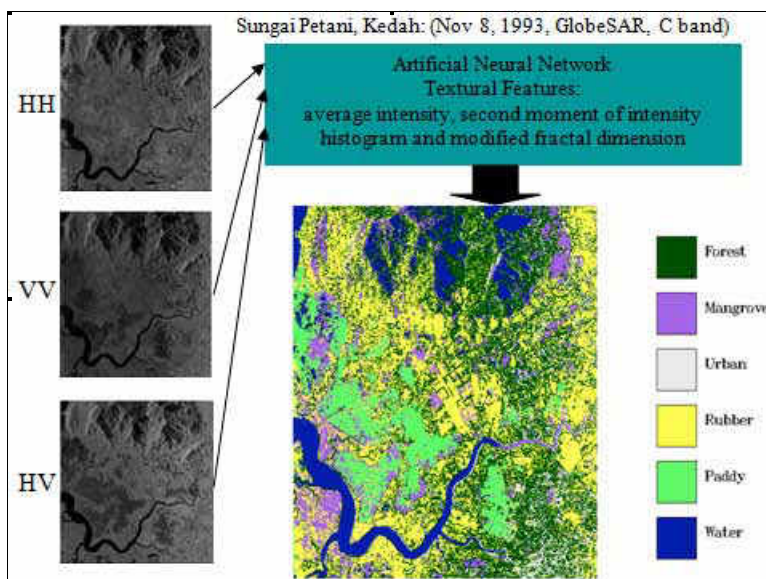 Sungai Petani, Kedah: (Nov 8, 1993, GlobeSAR, C band)
Artificial Neural Network
Textural Features:
average intensity, second moment of intensity
histogram and modified fractal dimension
HH
VV
HV
Forest
Mangrove
Urban
Rubber
Paddy
Water